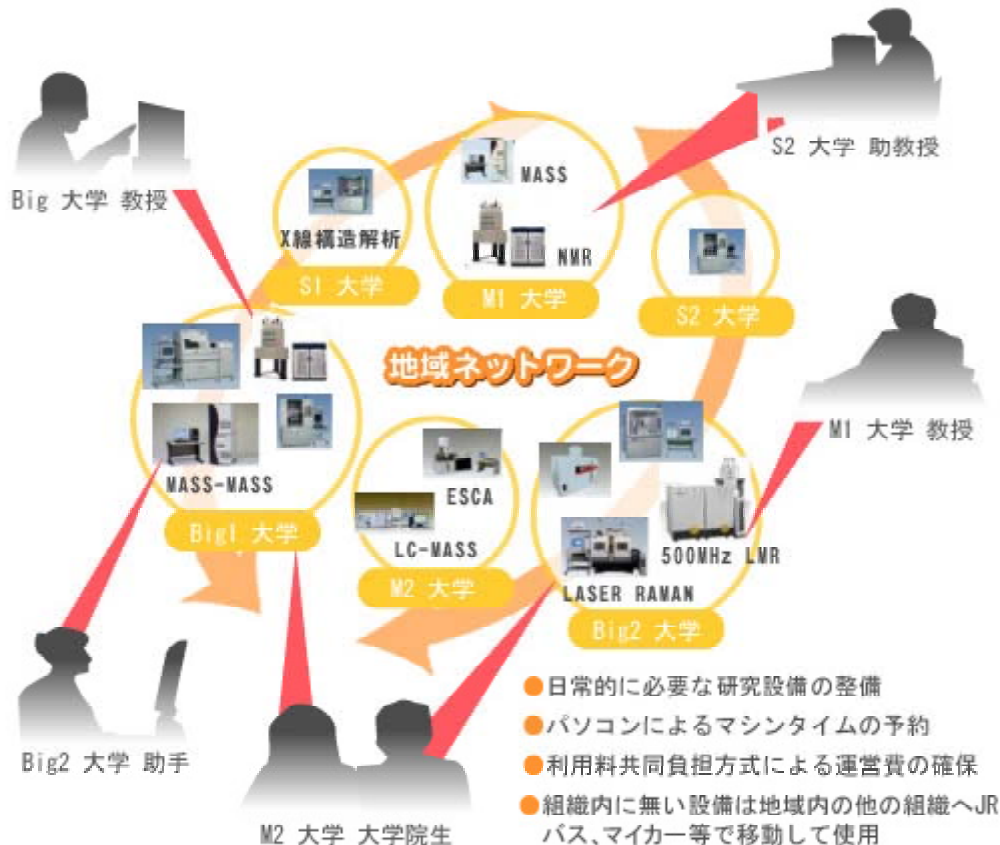 S2 大学 助教授
Big 大学 教授
MASS
X線構造解析
NMR
S1 大学
M1 大学
S2 大学
地域ネットワーク
M1 大学 教授
MASS-MASS
ESCA
Big1 大学
LC-MASS
500MHz LMR
M2 大学
LASER RAMAN
Big2 大学
Big2 大学 助手
M2 大学 大学院生
●日常的に必要な研究設備の整備
●パソコンによるマシンタイムの予約
●利用料共同負担方式による運営費の確保
●組織内に無い設備は地域内の他の組織へJR
バス、マイカー等で移動して使用